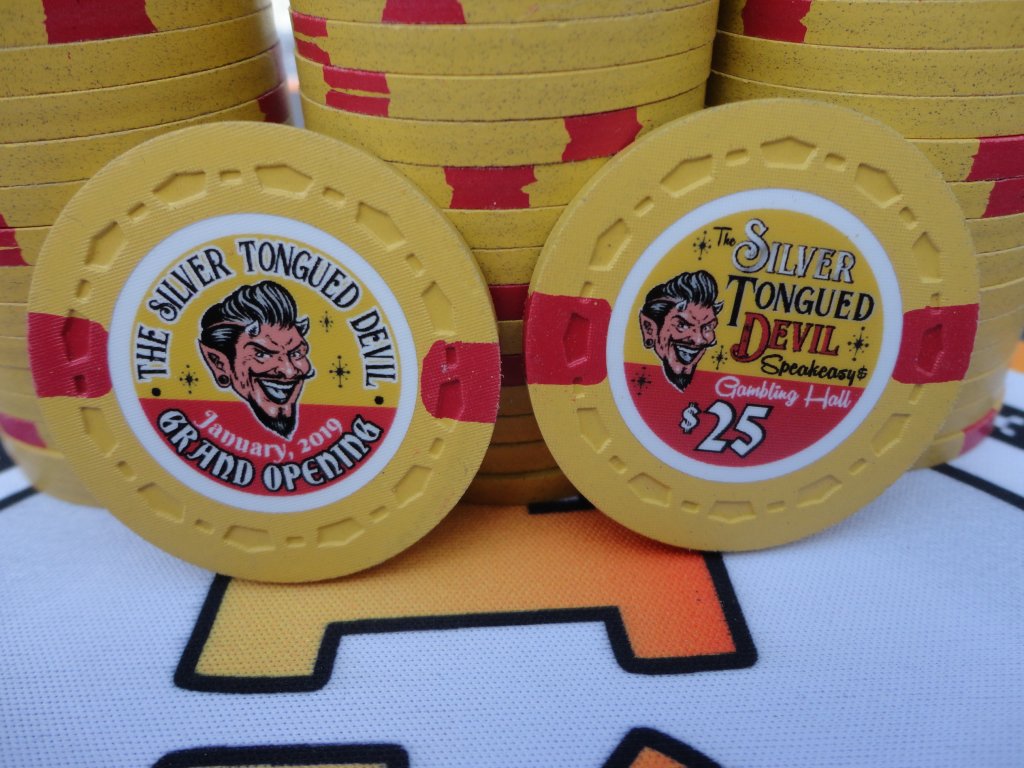 THE SILVER TONGUED DEVIL
January, 2019
GRAND OPENING
The SILVER
TONGUED
DEVIL
Speakeasy &
Gambling Hall
$25